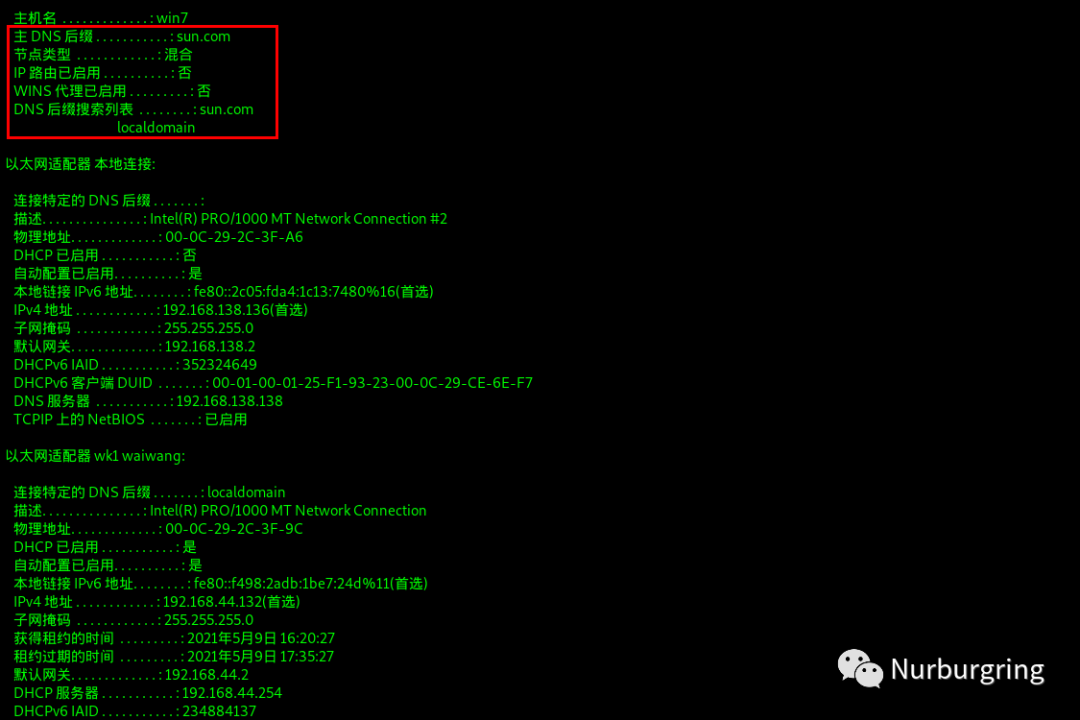 主机名 . . . . . . . . . . . . . : win7
主 DNS 后缀 . . . . . . . . . . . : sun.com
节点类型 . . . . . . . . . . . . : 混合
IP 路由已启用 . . . . . . . . . . : 否
WINS 代理已启用 . . . . . . . . . : 否
DNS 后缀搜索列表 . . . . . . . . : sun.com
localdomain
以太网适配器 本地连接:
连接特定的 DNS 后缀 . . . . . . . :
描述. . . . . . . . . . . . . . . : Intel(R) PRO/1000 MT Network Connection #2
物理地址. . . . . . . . . . . . . : 00-0C-29-2C-3F-A6
DHCP 已启用 . . . . . . . . . . . : 否
自动配置已启用. . . . . . . . . . : 是
本地链接 IPv6 地址. . . . . . . . : fe80::2c05:fda4:1c13:7480%16(首选)
IPv4 地址 . . . . . . . . . . . . : 192.168.138.136(首选)
子网掩码 . . . . . . . . . . . . : 255.255.255.0
默认网关. . . . . . . . . . . . . : 192.168.138.2
DHCPv6 IAID . . . . . . . . . . . : 352324649
DHCPv6 客户端 DUID . . . . . . . : 00-01-00-01-25-F1-93-23-00-0C-29-CE-6E-F7
DNS 服务器 . . . . . . . . . . . : 192.168.138.138
TCPIP 上的 NetBIOS . . . . . . . : 已启用
以太网适配器 wk1 waiwang:
连接特定的 DNS 后缀 . . . . . . . : localdomain
描述. . . . . . . . . . . . . . . : Intel(R) PRO/1000 MT Network Connection
物理地址. . . . . . . . . . . . . : 00-0C-29-2C-3F-9C
DHCP 已启用 . . . . . . . . . . . : 是
自动配置已启用. . . . . . . . . . : 是
本地链接 IPv6 地址. . . . . . . . : fe80::f498:2adb:1be7:24d%11(首选)
IPv4 地址 . . . . . . . . . . . . : 192.168.44.132(首选)
子网掩码 . . . . . . . . . . . . : 255.255.255.0
获得租约的时间 . . . . . . . . . : 2021年5月9日 16:20:27
租约过期的时间 . . . . . . . . . : 2021年5月9日 17:35:27
默认网关. . . . . . . . . . . . . : 192.168.44.2
DHCP 服务器 . . . . . . . . . . . : 192.168.44.254
DHCPv6 IAID . . . . . . . . . . . : 234884137
Nurburgring